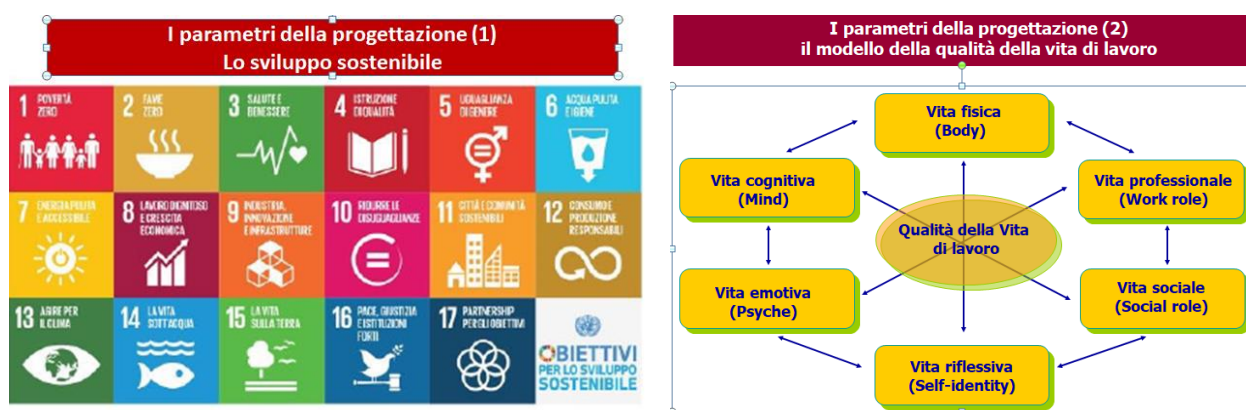 I parametri della progettazione (1)
Lo sviluppo sostenibile
1 POVERTÀ
ZERO
2 FAME
ZERO
3 SALUTE E
BENESSERE
4 ISTRUZIONE
DI QUALITÀ
5 UGUAGLIANZA
DI GENERE
6 ACQUA PULITA
E IGIENE
7 ENERGIA PULITA
E ACCESSIBILE
8 LAVORO DIGNITOSO
E CRESCITA
ECONOMICA
9 INDUSTRIA,
INNOVAZIONE
E INFRASTRUTTURE
10 RIDURRE LE
DISUGUAGLIANZE
11 CITTÀ E COMUNITÀ
SOSTENIBILI
12 CONSUMO E
PRODUZIONE
RESPONSABILI
13 AGIRE PER
IL CLIMA
14 LA VITA
SOTT'ACQUA
15 LA VITA
SULLA TERRA
16 PACE, GIUSTIZIA
E ISTITUZIONI
FORTI
17 PARTNERSHIP
PER GLI OBIETTIVI
OBIETTIVI
PER LO SVILUPPO
SOSTENIBILE
I parametri della progettazione (2)
il modello della qualità della vita di lavoro
Vita fisica
(Body)
Vita cognitiva
(Mind)
Vita professionale
(Work role)
Qualità della Vita
di lavoro
Vita emotiva
(Psyche)
Vita sociale
(Social role)
Vita riflessiva
(Self-identity)